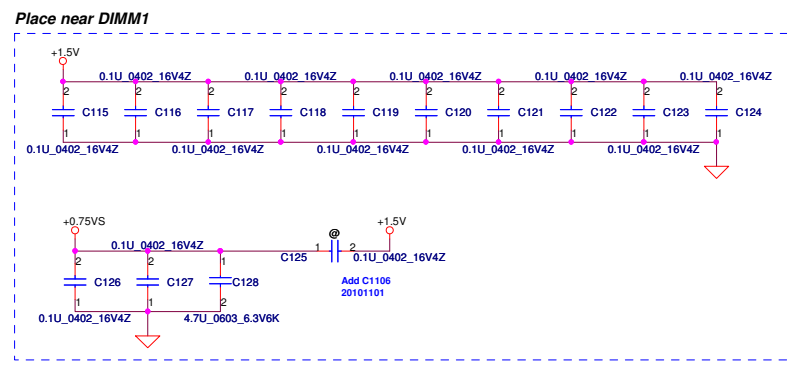 Place near DIMM1
+1.5V
0.1U_0402_16V4Z 0.1U_0402_16V4Z 0.1U_0402_16V4Z 0.1U_0402_16V4Z 0.1U_0402_16V4Z
2 2 2 2 2 2 2 2 2 2
C115 C116 C117 C118 C119 C120 C121 C122 C123 C124
1 1 1 1 1 1 1 1 1 1
0.1U_0402_16V4Z 0.1U_0402_16V4Z 0.1U_0402_16V4Z 0.1U_0402_16V4Z 0.1U_0402_16V4Z
+0.75VS +1.5V
@
0.1U_0402_16V4Z 1 2
C125 0.1U_0402_16V4Z
2 2 1
C126 C127 C128
Add C1106
20101101
1 1 2
0.1U_0402_16V4Z 4.7U_0603_6.3V6K